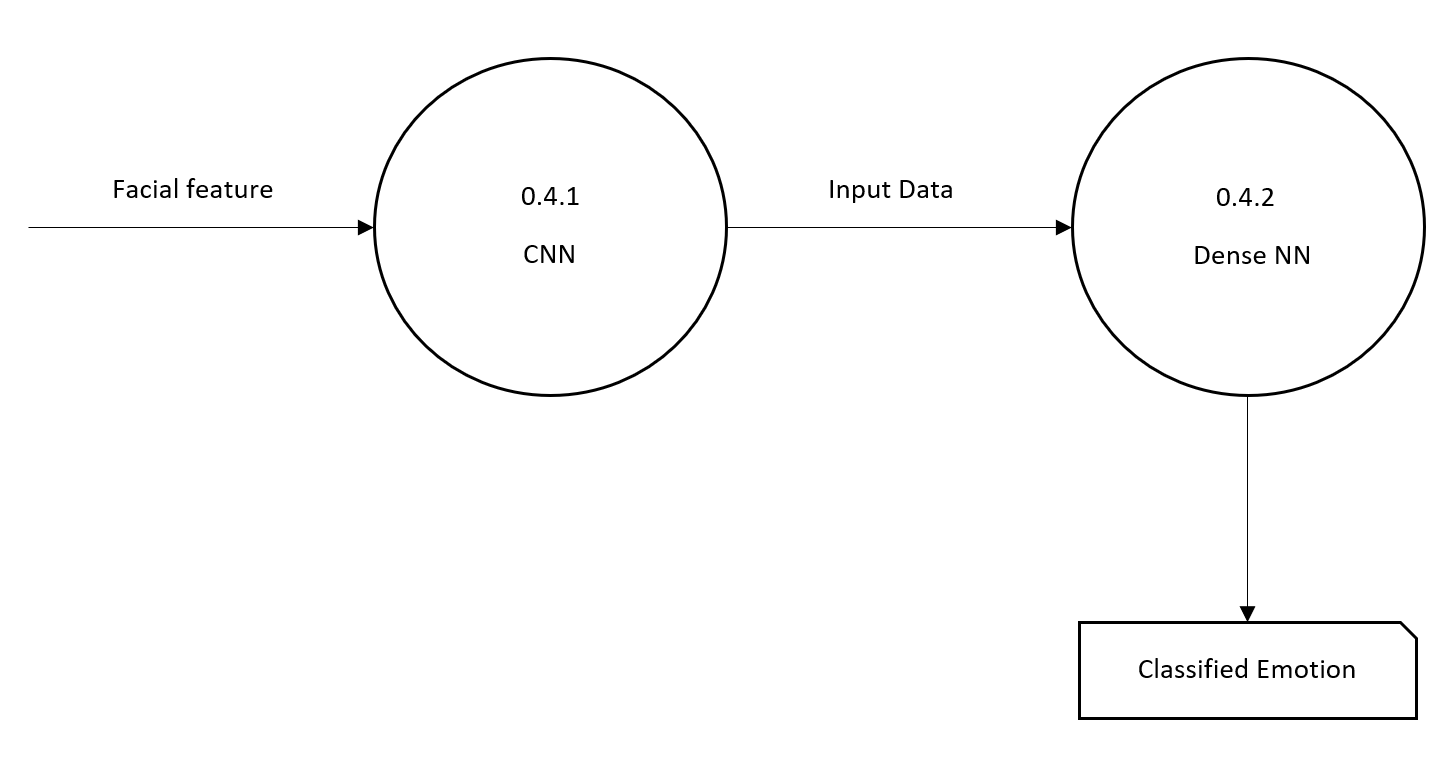 Facial feature
0.4.1
CNN
Input Data
0.4.2
Dense NN
Classified Emotion